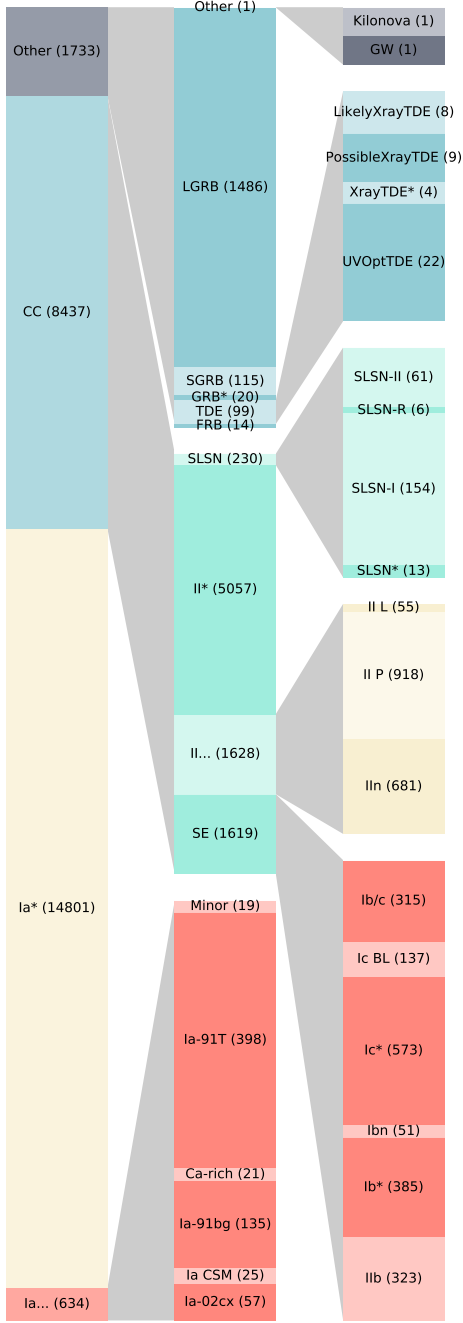 Other (1733)
CC (8437)
Ia* (14801)
Ia... (634)
Other (1)
LGRB (1486)
SGRB (115)
GRB* (20)
TDE (99)
FRB (14)
SLSN (230)
II* (5057)
II... (1628)
SE (1619)
Minor (19)
Ia-91T (398)
Ca-rich (21)
Ia-91bg (135)
Ia CSM (25)
Ia-02cx (57)
Kilonova (1)
GW (1)
LikelyXrayTDE (8)
PossibleXrayTDE (9)
XrayTDE* (4)
UVOptTDE (22)
SLSN-II (61)
SLSN-R (6)
SLSN-I (154)
SLSN* (13)
II L (55)
II P (918)
IIn (681)
Ib/c (315)
Ic BL (137)
Ic* (573)
Ibn (51)
Ib* (385)
IIb (323)